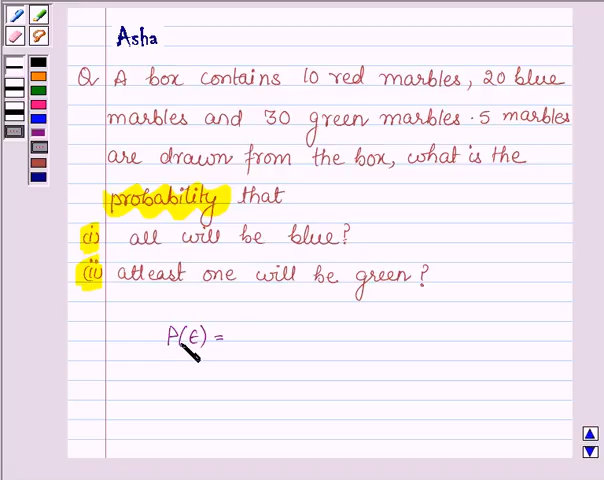 Asha
Q A box contains 10 red marbles, 20 blue
marbles and 30 green marbles. 5 marbles
are drawn from the box, what is the
probability that
(i) all will be blue?
(ii) atleast one will be green?
P(E) =